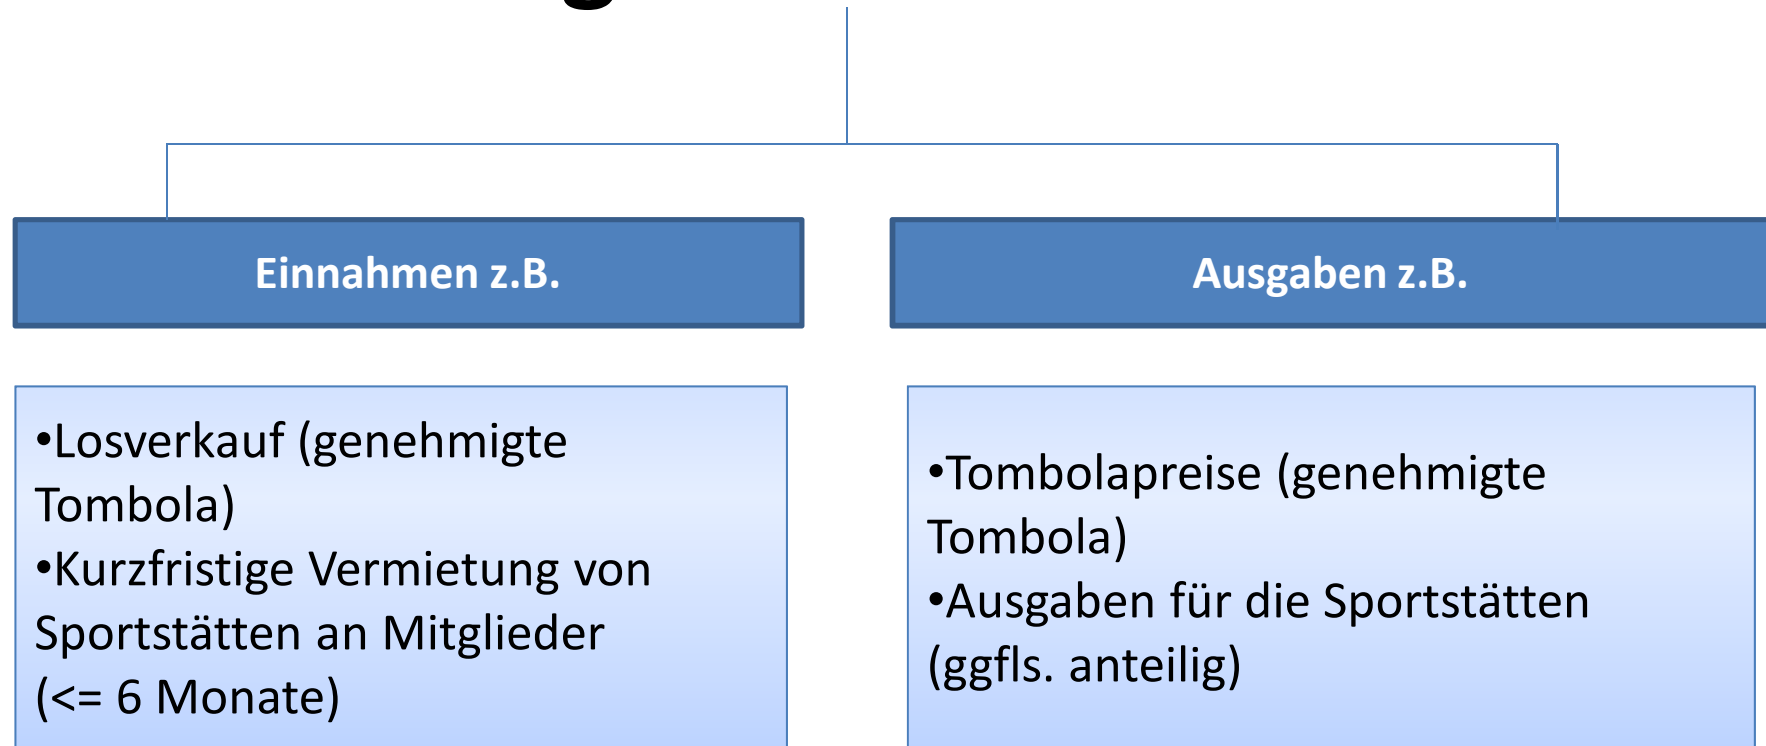 Einnahmen z.B.
Ausgaben z.B.
•Losverkauf (genehmigte
Tombola)
•Kurzfristige Vermietung von
Sportstätten an Mitglieder
(<= 6 Monate)
•Tombolapreise (genehmigte
Tombola)
•Ausgaben für die Sportstätten
(ggfls. anteilig)